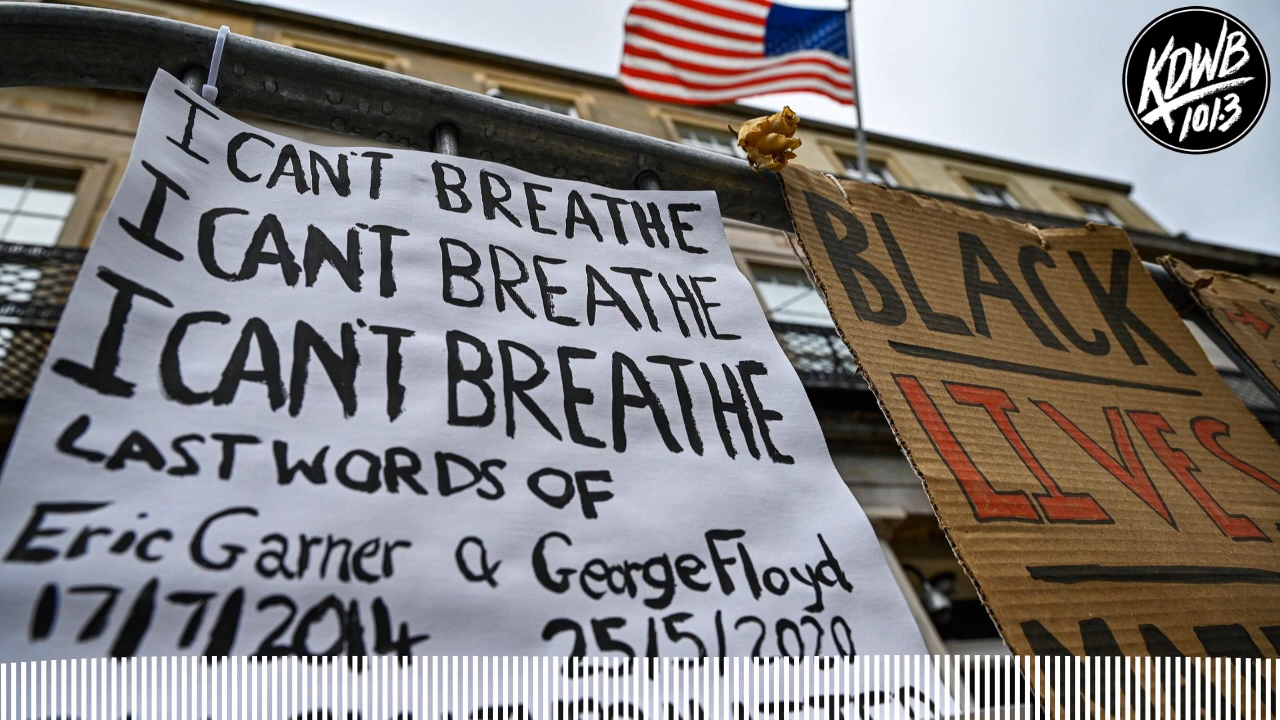 I CAN'T BREATHE
I CAN'T BREATHE
I CAN'T BREATHE
LAST WORDS OF
Eric Garner & George Floyd
17/7/2014 25/5/2020
BLACK
LIVES
KDWB
101.3